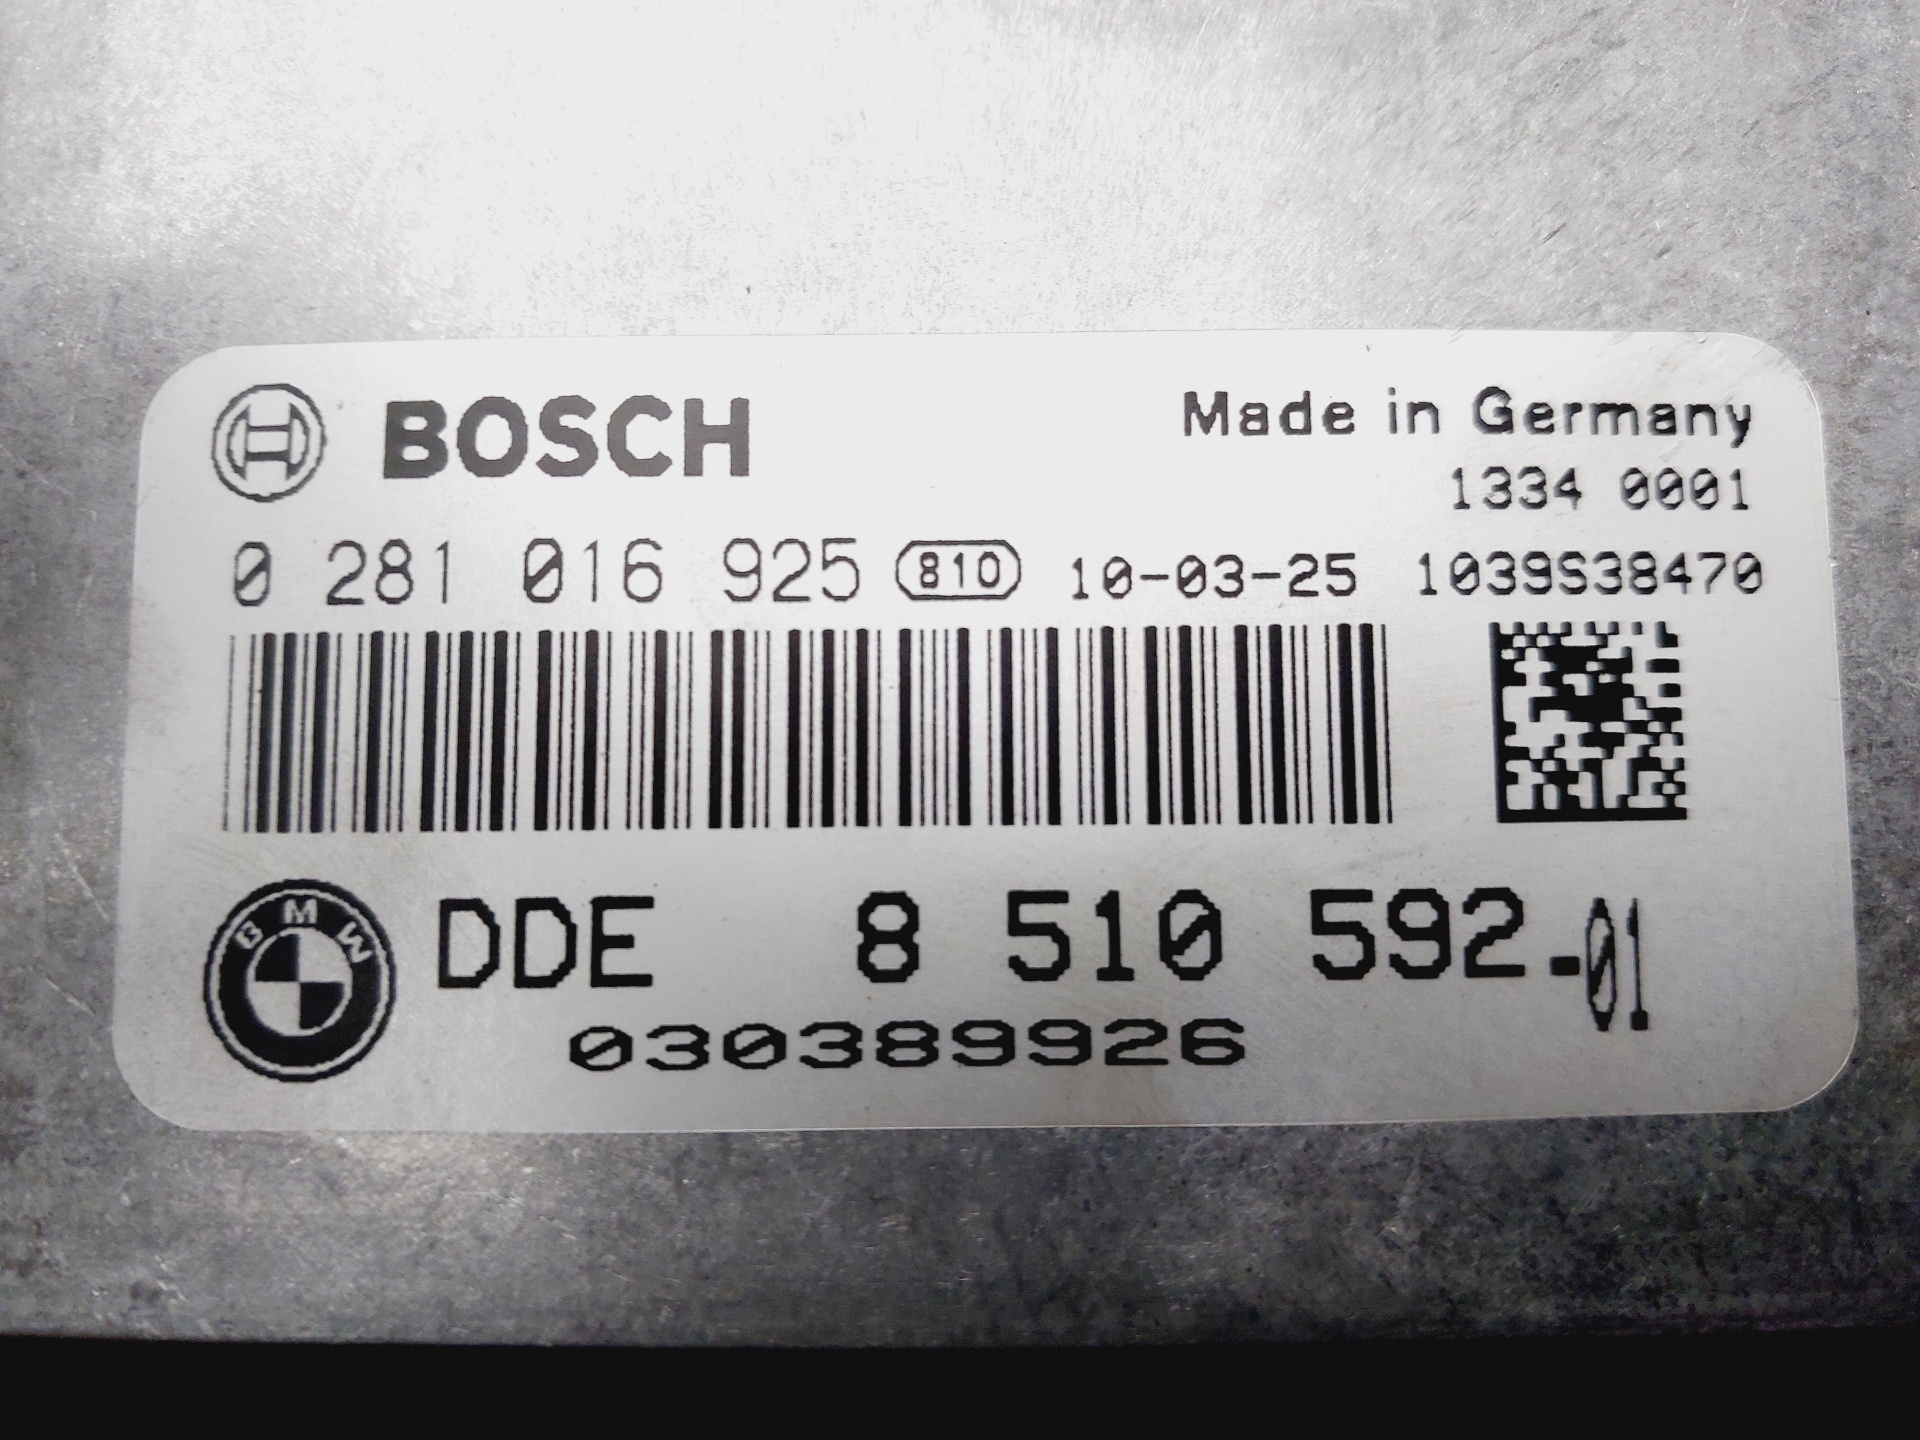 BOSCH
Made in Germany
1334 0001
0 281 016 925 810 10-03-25 1039S38470
BMW
DDE 8 510 592.-01
030389926